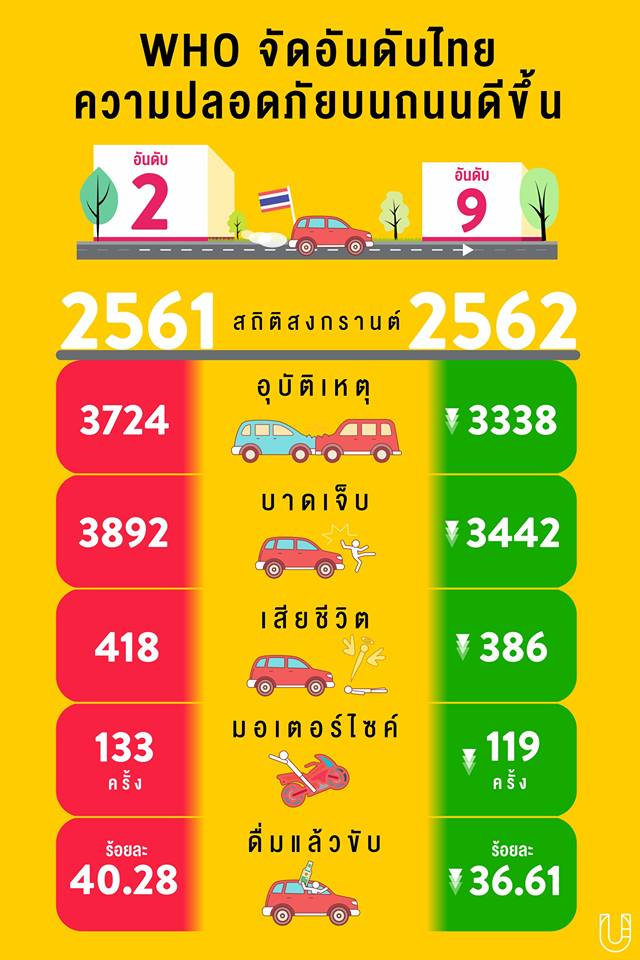 WHO จัดอันดับไทย
ความปลอดภัยบนถนนดีขึ้น
อันดับ
2
อันดับ
9
2561 สถิติสงกรานต์ 2562
อุบัติเหตุ
3724
3338
บาดเจ็บ
3892
3442
เสียชีวิต
418
386
มอเตอร์ไซค์
133
ครั้ง
119
ครั้ง
ดื่มแล้วขับ
ร้อยละ
40.28
ร้อยละ
36.61